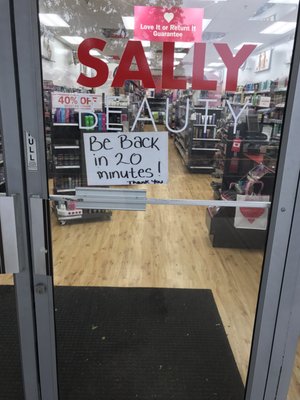 Love it or Return it
Guarantee
SALLY
BEAUTY
40% OFF
Be Back
in 20
minutes!
Thank you
PULL